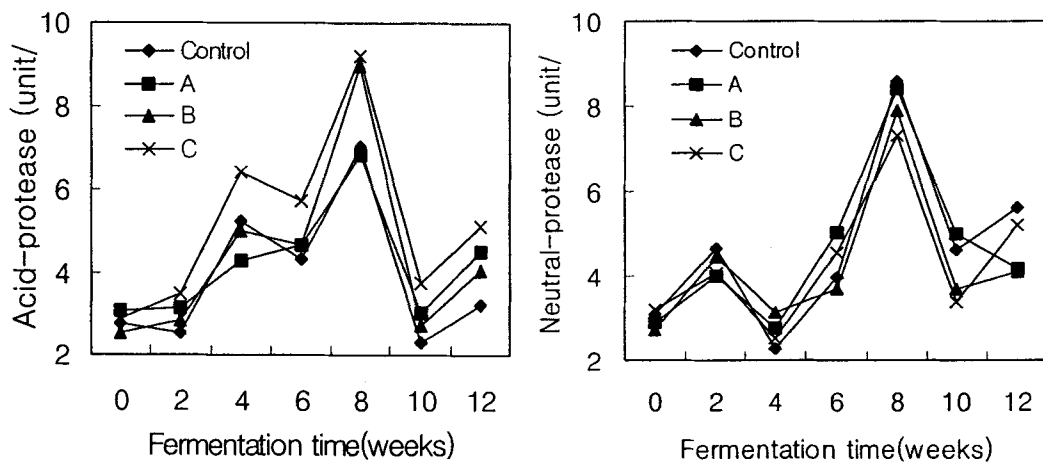 Acid-protease (unit/
10
8
6
4
2
Control
A
B
C
0 2 4 6 8 10 12
Fermentation time(weeks)
Neutral-protease (unit/
10
8
6
4
2
Control
A
B
C
0 2 4 6 8 10 12
Fermentation time(weeks)